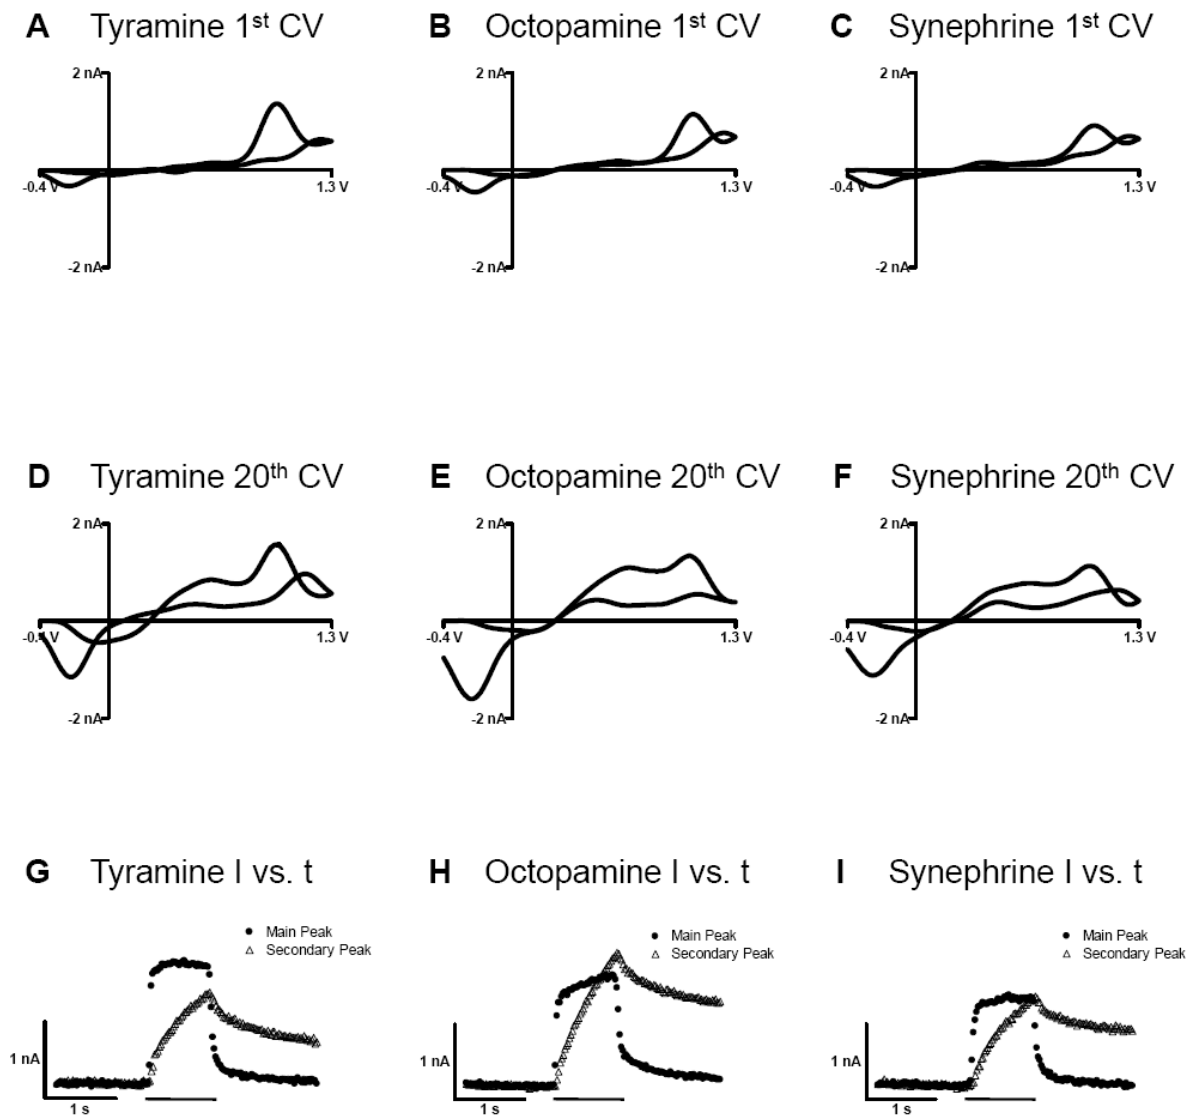 A Tyramine 1st CV
B Octopamine 1st CV
C Synephrine 1st CV
2 nA
2 nA
2 nA
-0.4 V
1.3 V
-0.4 V
1.3 V
-0.4 V
1.3 V
-2 nA
-2 nA
-2 nA
D Tyramine 20th CV
E Octopamine 20th CV
F Synephrine 20th CV
2 nA
2 nA
2 nA
1.3 V
-0.4 V
1.3 V
-0.4 V
1.3 V
-2 nA
-2 nA
-2 nA
G Tyramine I vs. t
H Octopamine I vs. t
I Synephrine I vs. t
Main Peak
Secondary Peak
Main Peak
Secondary Peak
Main Peak
Secondary Peak
1 nA
1 nA
1 nA
1 s
1 s
1 s